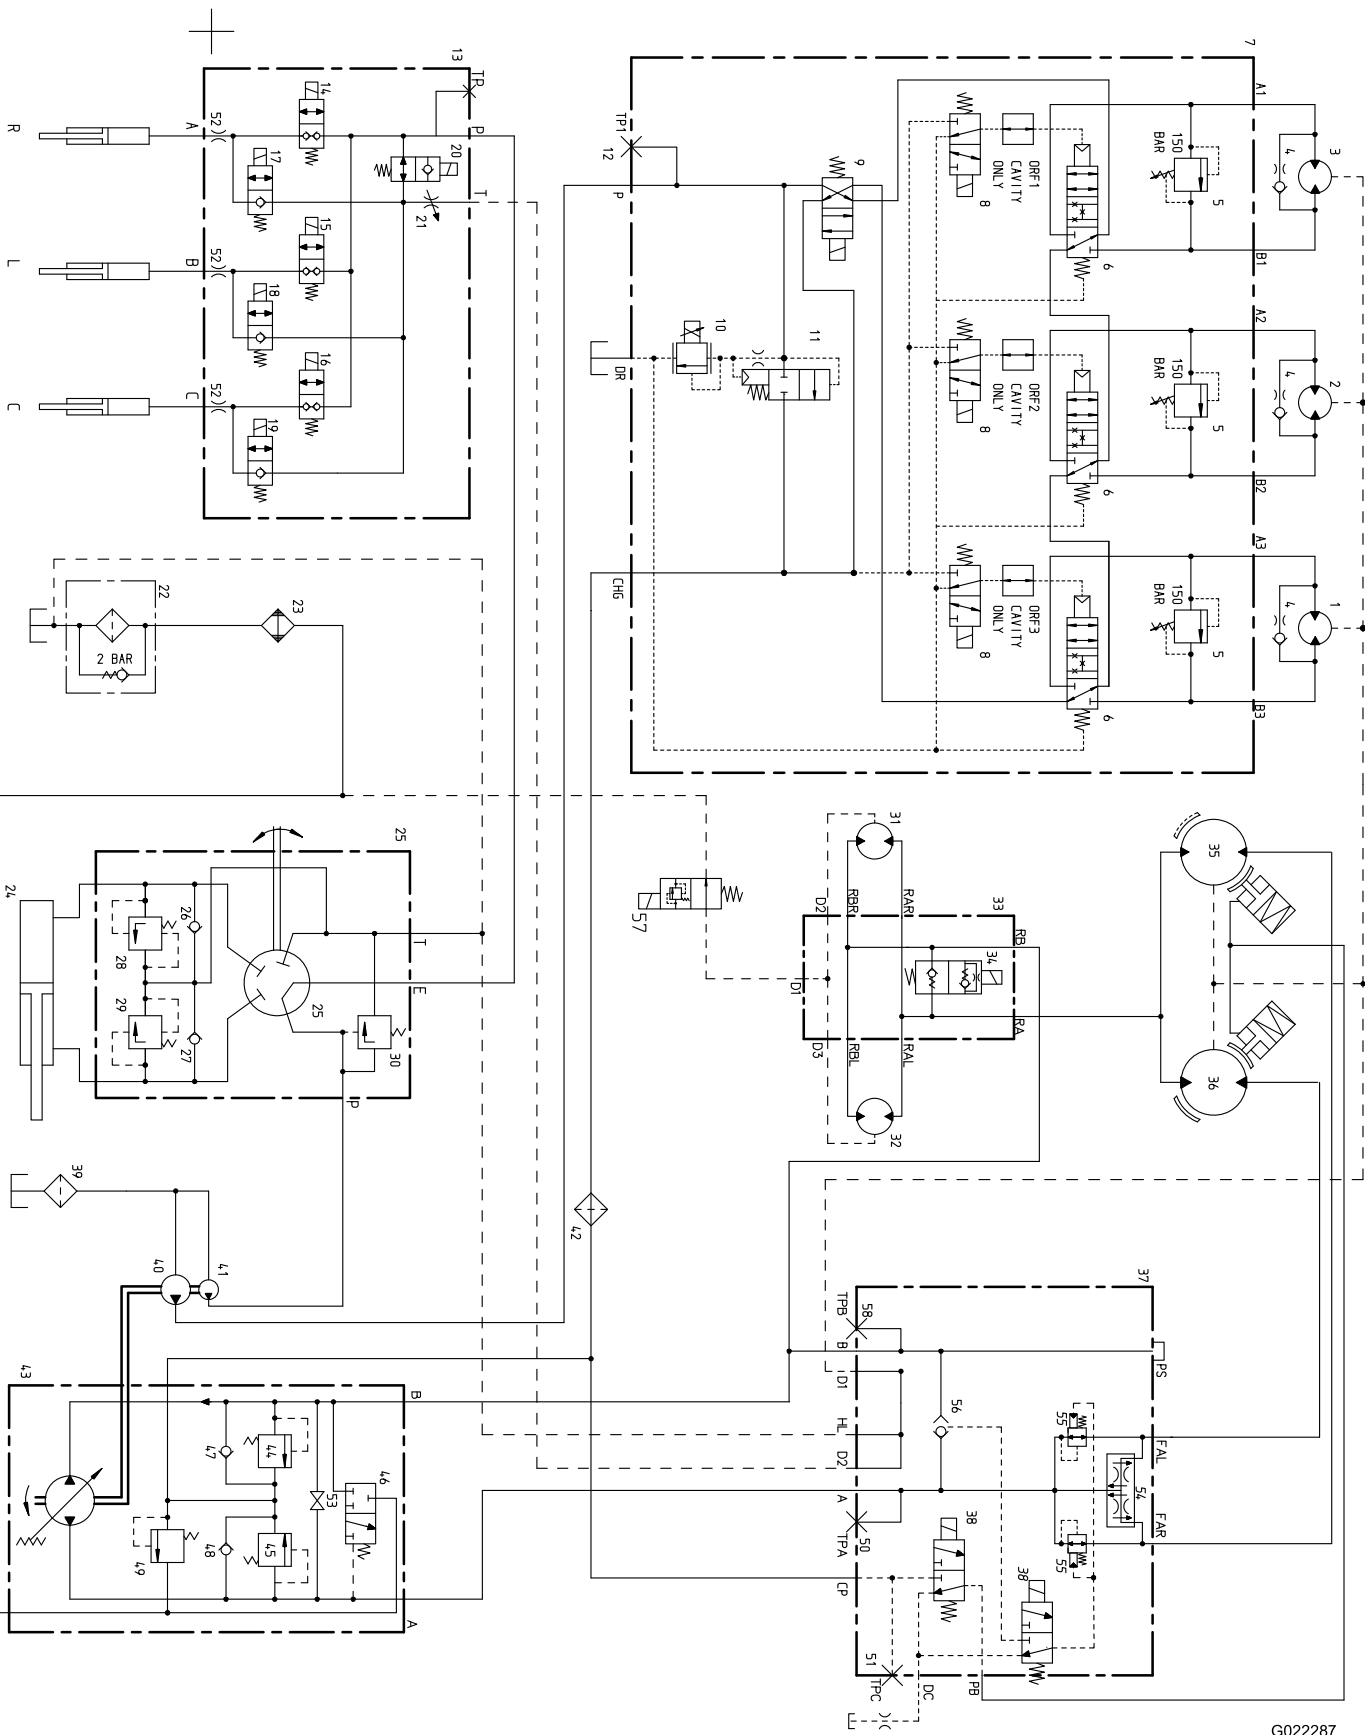 13
TP
P
14
52
A
R
17
20
T
21
15
52
B
L
18
16
52
C
C
19
7
A1
3
4
150
BAR
5
B1
ORF1
CAVITY
ONLY
8
6
9
TP1
12
P
A2
2
4
150
BAR
5
B2
ORF2
CAVITY
ONLY
8
6
10
11
DR
A3
1
4
150
BAR
5
B3
ORF3
CAVITY
ONLY
8
6
CHG
22
23
2 BAR
25
24
26
28
29
27
25
T
E
30
P
31
33
D2
RBR
RAR
RB
34
57
D1
RA
D3
RBL
RAL
32
35
36
39
40
41
42
43
B
47
44
46
53
48
45
49
A
37
TPB
58
B
PS
D1
56
55
FAL
HL
D2
54
A
50
TPA
38
FAR
55
CP
38
51
TPC
DC
PB
G022287